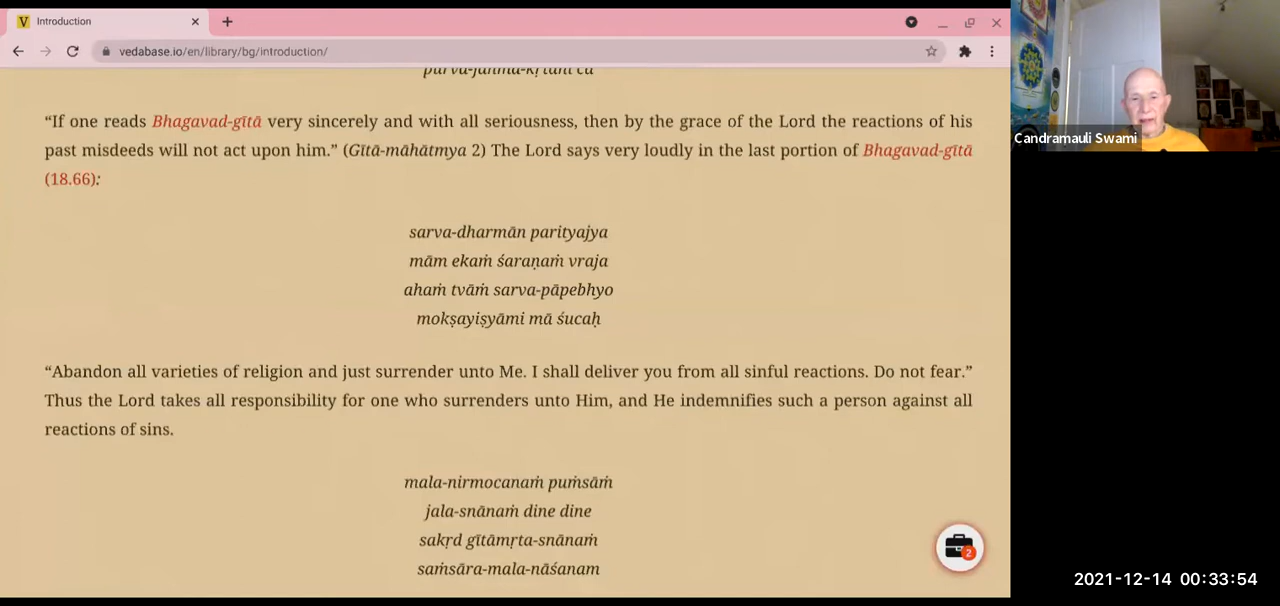 Introduction
vedabase.io/en/library/bg/introduction/
pūrva-janma-kṛtāni ca
“If one reads Bhagavad-gītā very sincerely and with all seriousness, then by the grace of the Lord the reactions of his
past misdeeds will not act upon him.” (Gītā-māhātmya 2) The Lord says very loudly in the last portion of Bhagavad-gītā
(18.66):
sarva-dharmān parityajya
mām ekaṁ śaraṇaṁ vraja
ahaṁ tvāṁ sarva-pāpebhyo
mokṣayiṣyāmi mā śucaḥ
“Abandon all varieties of religion and just surrender unto Me. I shall deliver you from all sinful reactions. Do not fear.”
Thus the Lord takes all responsibility for one who surrenders unto Him, and He indemnifies such a person against all
reactions of sins.
mala-nirmocanaṁ puṁsāṁ
jala-snānaṁ dine dine
sakṛd gītāmṛta-snānaṁ
saṁsāra-mala-nāśanam
2
Candramauli Swami
2021-12-14 00:33:54